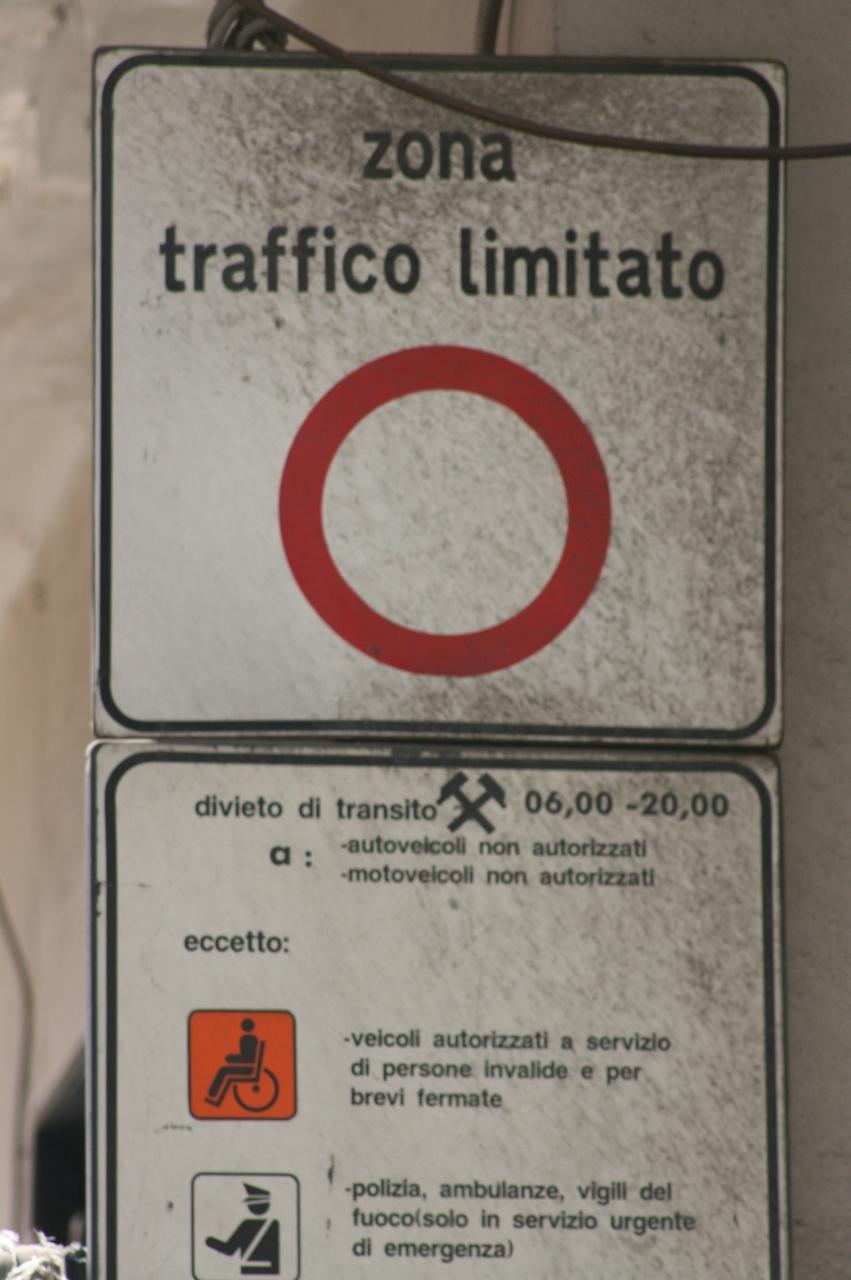 zona
traffico limitato
divieto di transito 06,00 -20,00
a : -autoveicoli non autorizzati
-motoveicoli non autorizzati
eccetto:
-veicoli autorizzati a servizio
di persone invalide e per
brevi fermate
-polizia, ambulanze, vigili del
fuoco(solo in servizio urgente
di emergenza)